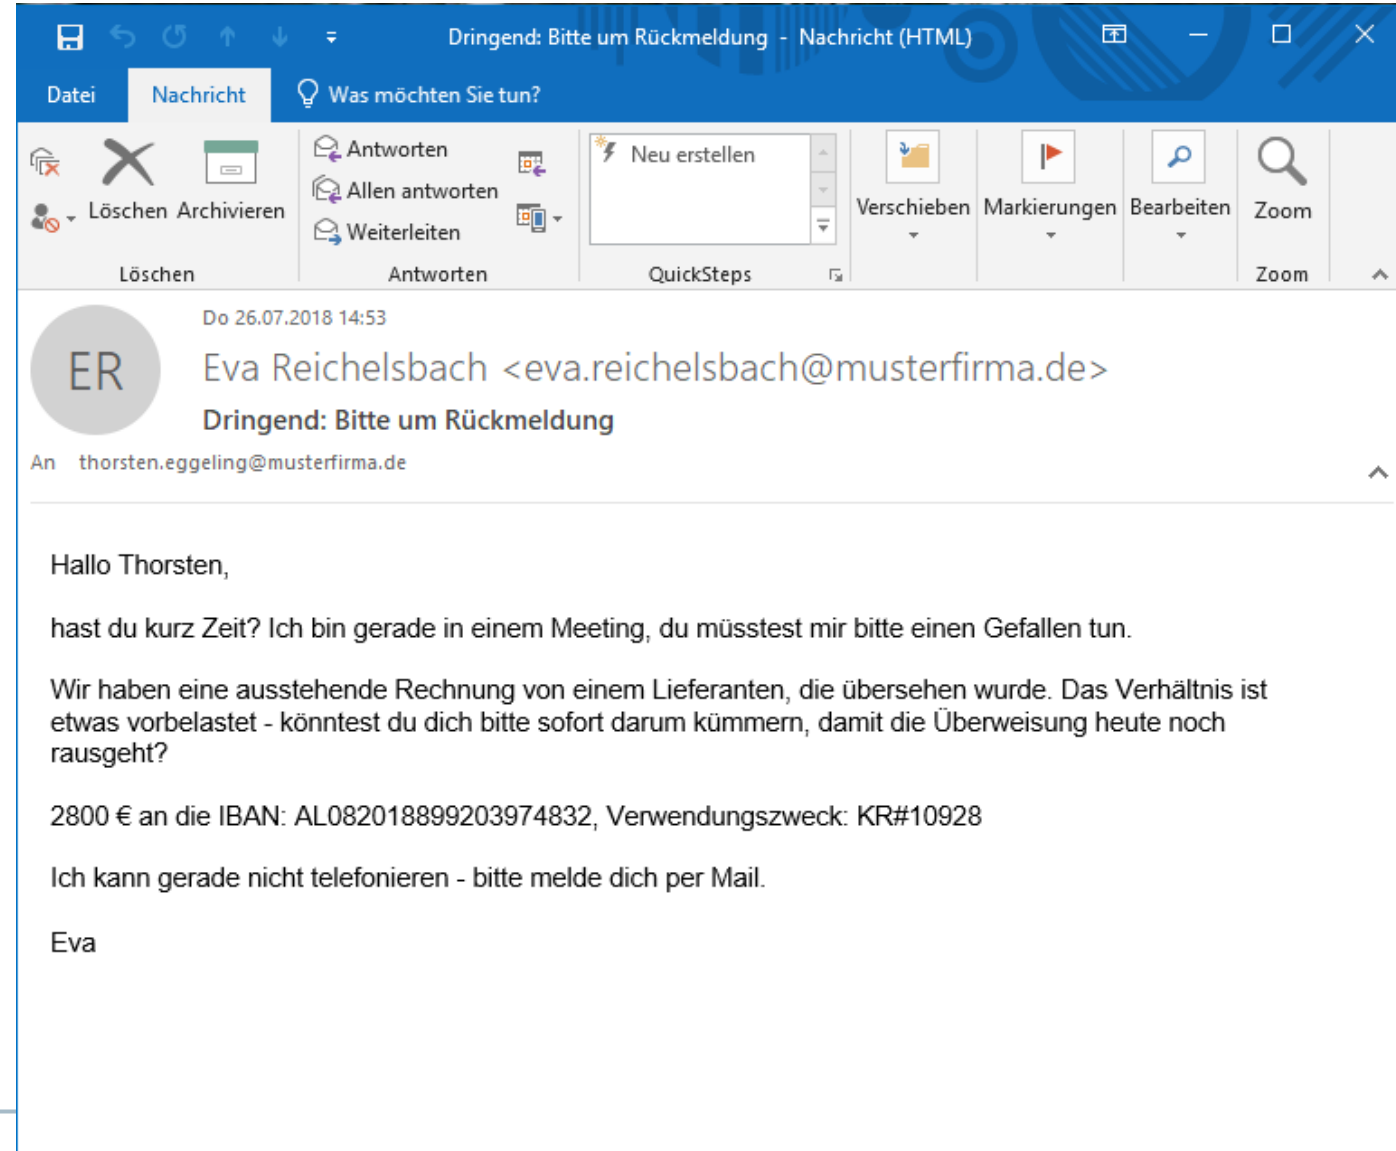 Dringend: Bitte um Rückmeldung - Nachricht (HTML)
Datei Nachricht Was möchten Sie tun?
Löschen Archivieren
Antworten
Allen antworten
Weiterleiten
Neu erstellen
Verschieben Markierungen Bearbeiten Zoom
Löschen Antworten QuickSteps Zoom
ER
Do 26.07.2018 14:53
Eva Reichelsbach <eva.reichelsbach@musterfirma.de>
Dringend: Bitte um Rückmeldung
An thorsten.eggeling@musterfirma.de
Hallo Thorsten,
hast du kurz Zeit? Ich bin gerade in einem Meeting, du müsstest mir bitte einen Gefallen tun.
Wir haben eine ausstehende Rechnung von einem Lieferanten, die übersehen wurde. Das Verhältnis ist
etwas vorbelastet - könntest du dich bitte sofort darum kümmern, damit die Überweisung heute noch
rausgeht?
2800 € an die IBAN: AL082018899203974832, Verwendungszweck: KR#10928
Ich kann gerade nicht telefonieren - bitte melde dich per Mail.
Eva